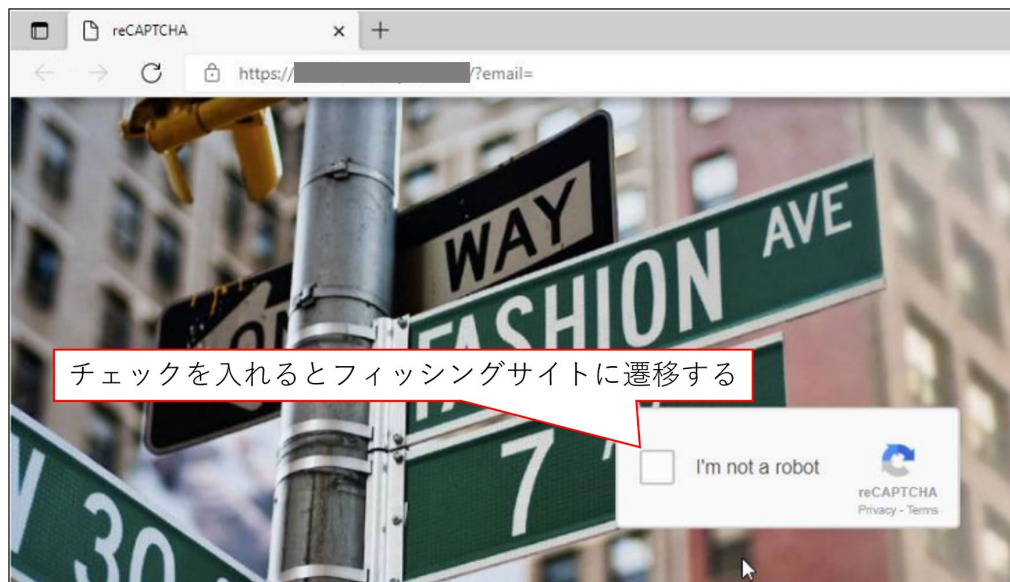 reCAPTCHA
https://
/?email=
WAY
ON
FASHION AVE
チェックを入れるとフィッシングサイトに遷移する
7
W 30
I'm not a robot
reCAPTCHA
Privacy - Terms